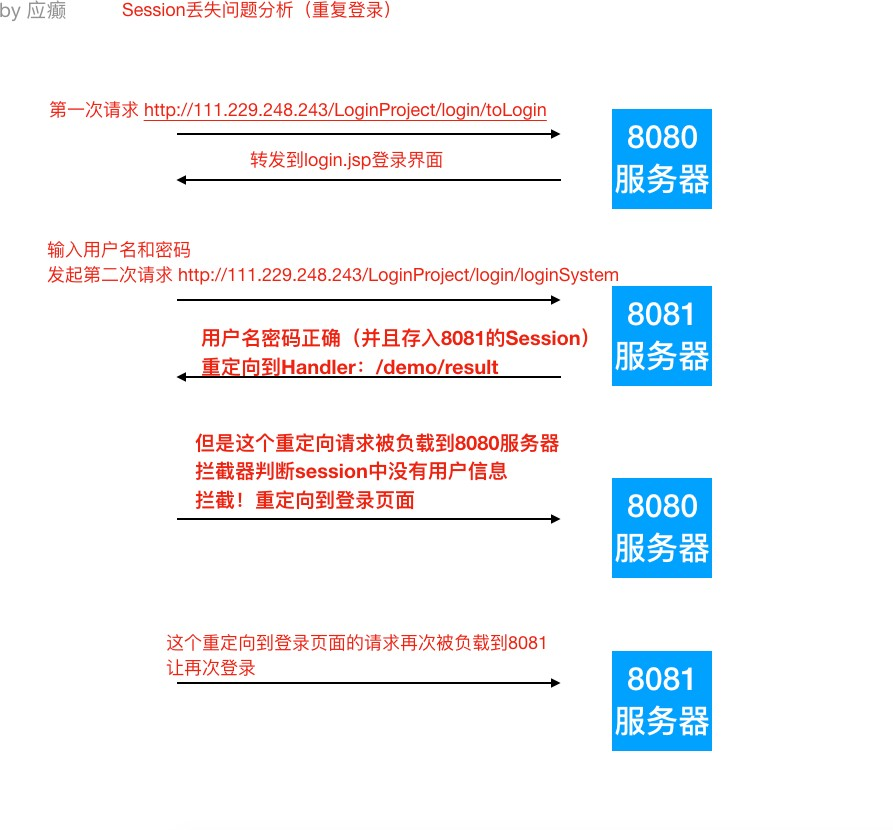 by 应癫
Session丢失问题分析（重复登录）
第一次请求 http://111.229.248.243/LoginProject/login/toLogin
转发到login.jsp登录界面
8080
服务器
输入用户名和密码
发起第二次请求 http://111.229.248.243/LoginProject/login/loginSystem
8081
服务器
用户名密码正确（并且存入8081的Session）
重定向到Handler：/demo/result
但是这个重定向请求被负载到8080服务器
拦截器判断session中没有用户信息
拦截！重定向到登录页面
8080
服务器
这个重定向到登录页面的请求再次被负载到8081
让再次登录
8081
服务器